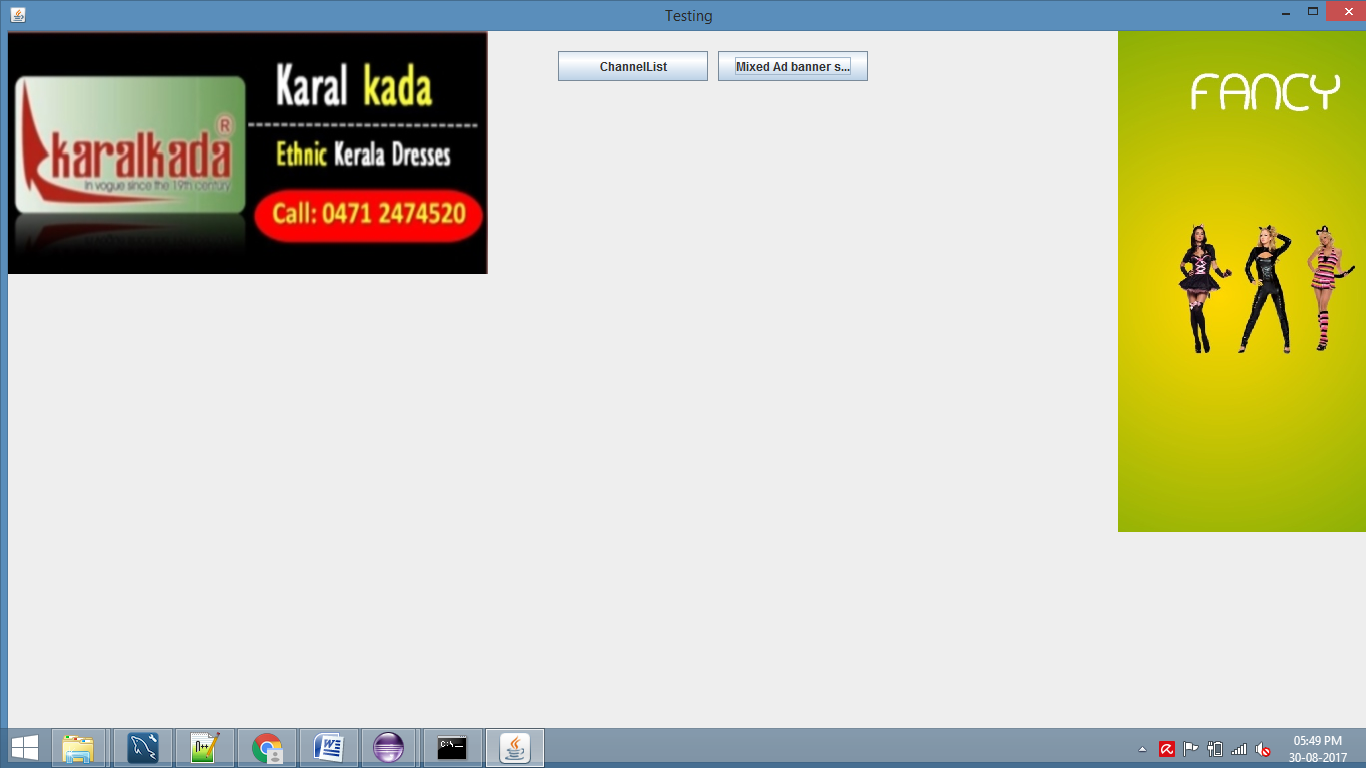 Testing
Karal kada
karalkada
R
In vogue since the 19th century
Ethnic Kerala Dresses
Call: 0471 2474520
ChannelList
Mixed Ad banner s...
FANCY
N++
C:\
W
05:49 PM
30-08-2017